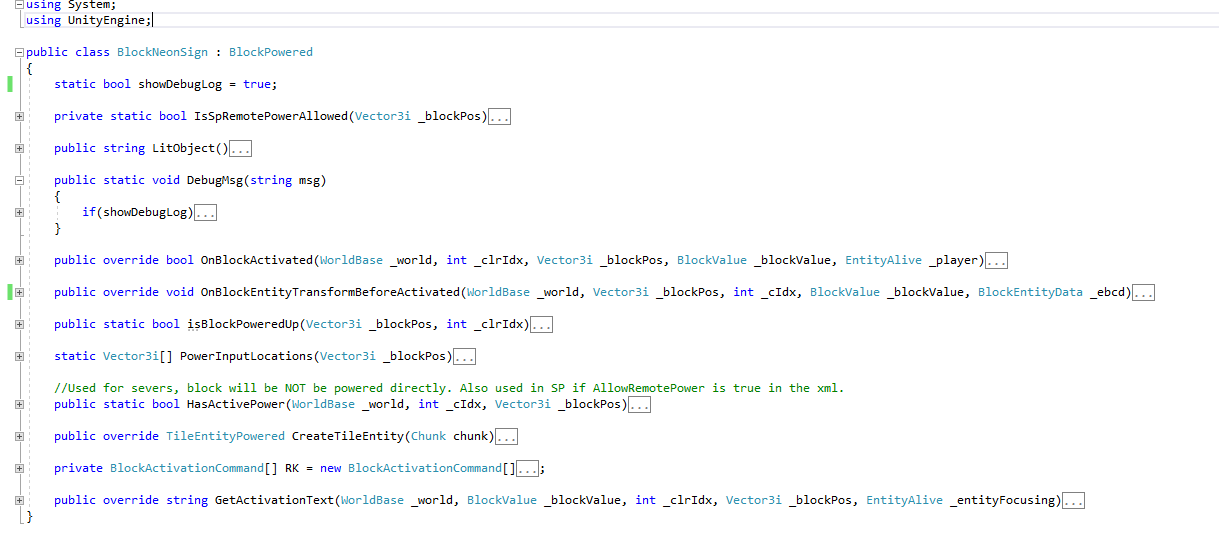 using System;
using UnityEngine;
public class BlockNeonSign : BlockPowered
{
static bool showDebugLog = true;
private static bool IsSpRemotePowerAllowed(Vector3i _blockPos)...
public string LitObject()...
public static void DebugMsg(string msg)
{
if(showDebugLog)...
}
public override bool OnBlockActivated(WorldBase _world, int _clrIdx, Vector3i _blockPos, BlockValue _blockValue, EntityAlive _player)...
public override void OnBlockEntityTransformBeforeActivated(WorldBase _world, Vector3i _blockPos, int _cIdx, BlockValue _blockValue, BlockEntityData _ebcd)...
public static bool isBlockPoweredUp(Vector3i _blockPos, int _clrIdx)...
static Vector3i[] PowerInputLocations(Vector3i _blockPos)...
//Used for severs, block will be NOT be powered directly. Also used in SP if AllowRemotePower is true in the xml.
public static bool HasActivePower(WorldBase _world, int _cIdx, Vector3i _blockPos)...
public override TileEntityPowered CreateTileEntity(Chunk chunk)...
private BlockActivationCommand[] RK = new BlockActivationCommand[]...;
public override string GetActivationText(WorldBase _world, BlockValue _blockValue, int _clrIdx, Vector3i _blockPos, EntityAlive _entityFocusing)...
}